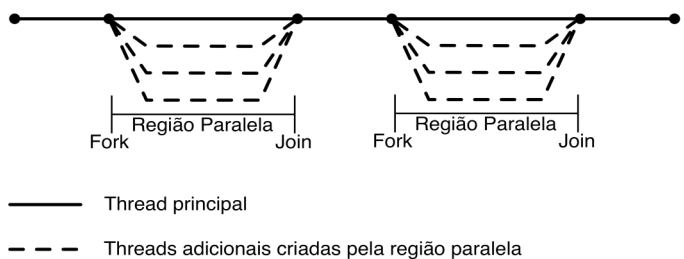 Região Paralela Região Paralela
Fork Join Fork Join
Thread principal
Threads adicionais criadas pela região paralela